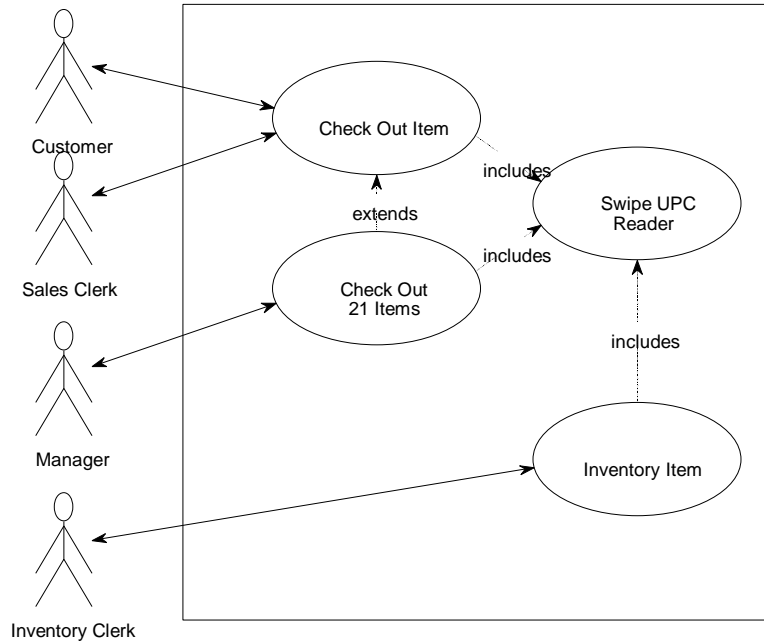 Customer
Check Out Item
includes
Swipe UPC
Reader
extends
Sales Clerk
includes
Check Out
21 Items
includes
Manager
Inventory Item
Inventory Clerk